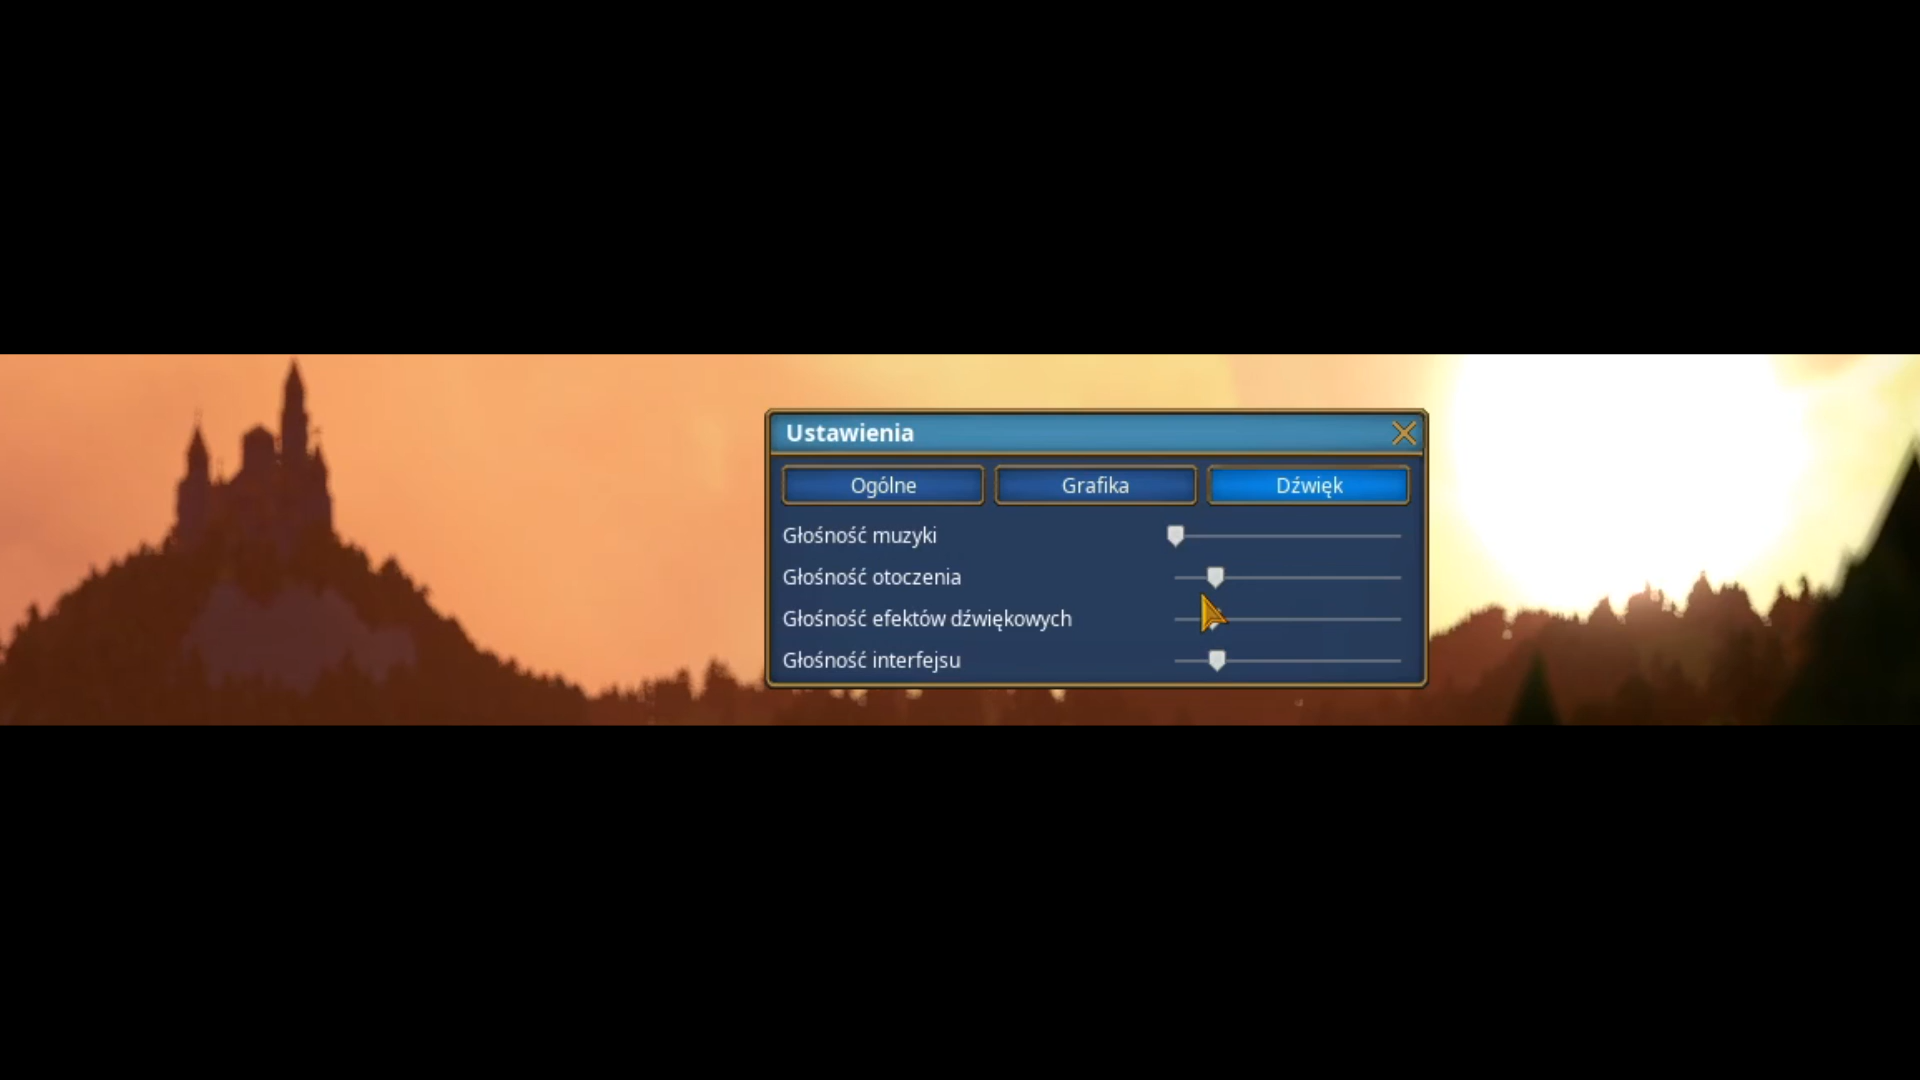 Ustawienia
Ogólne Grafika Dźwięk
Głośność muzyki
Głośność otoczenia
Głośność efektów dźwiękowych
Głośność interfejsu